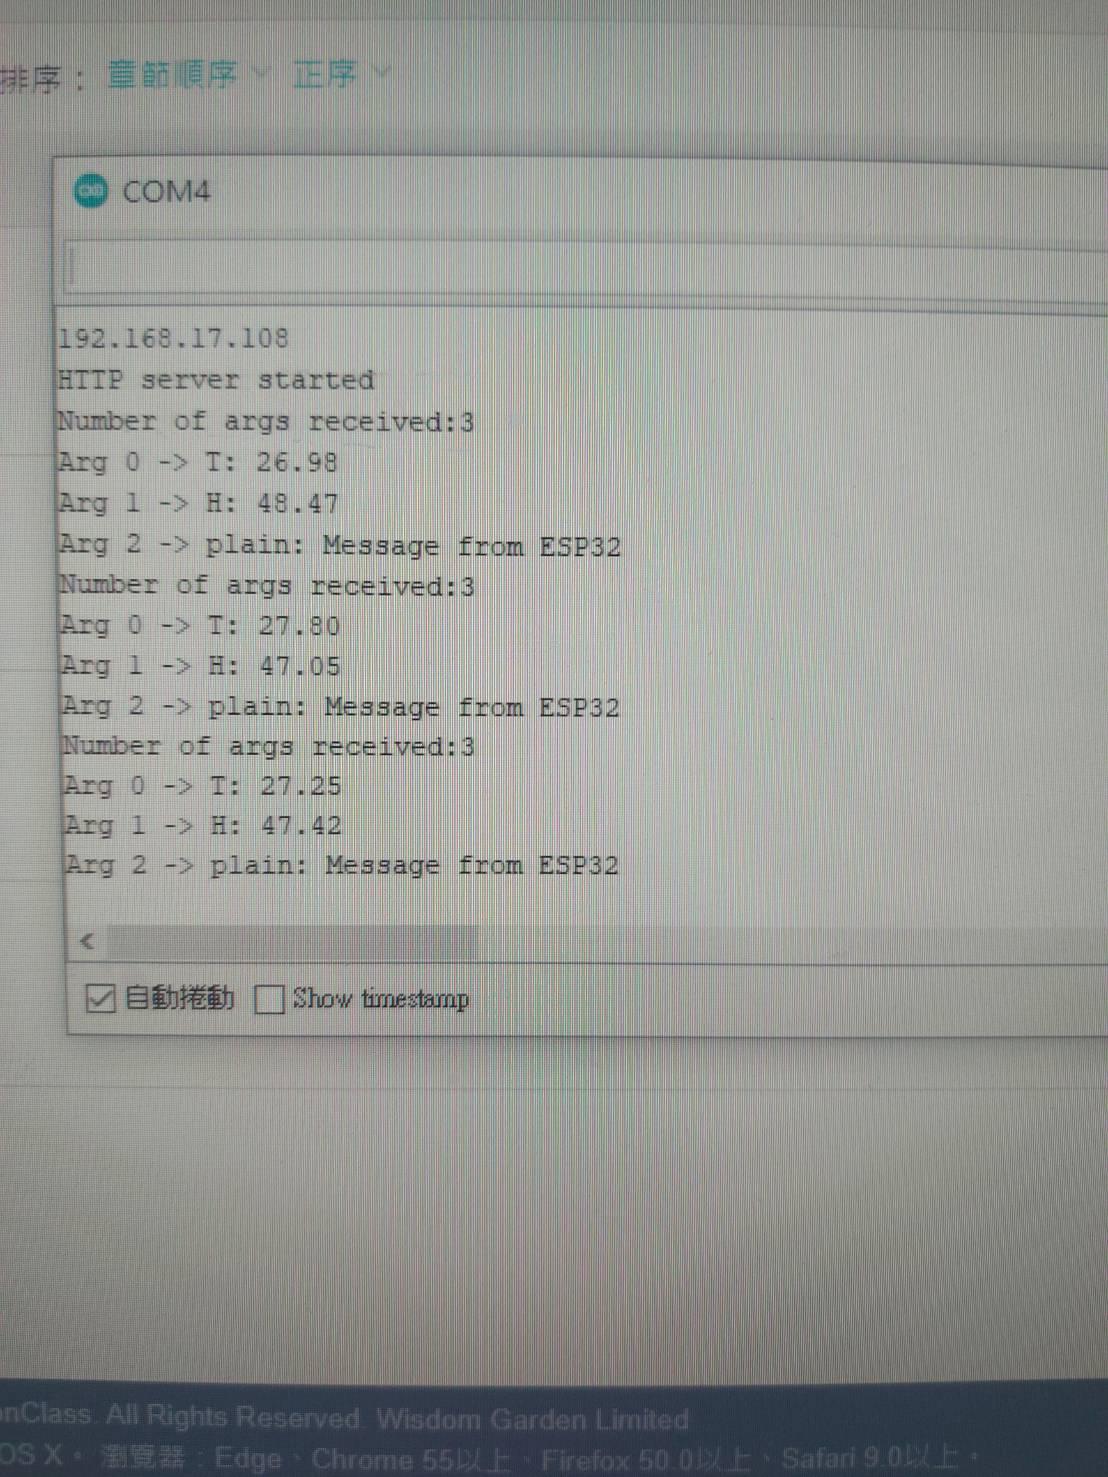 排序： 章節順序 正序
COM4
192.168.17.108
HTTP server started
Number of args received:3
Arg 0 -> T: 26.98
Arg 1 -> H: 48.47
Arg 2 -> plain: Message from ESP32
Number of args received:3
Arg 0 -> T: 27.80
Arg 1 -> H: 47.05
Arg 2 -> plain: Message from ESP32
Number of args received:3
Arg 0 -> T: 27.25
Arg 1 -> H: 47.42
Arg 2 -> plain: Message from ESP32
自動捲動 Show timestamp
onClass. All Rights Reserved. Wisdom Garden Limited
OS X。 瀏覽器：Edge、Chrome 55以上、Firefox 50.0以上、Safari 9.0以上。